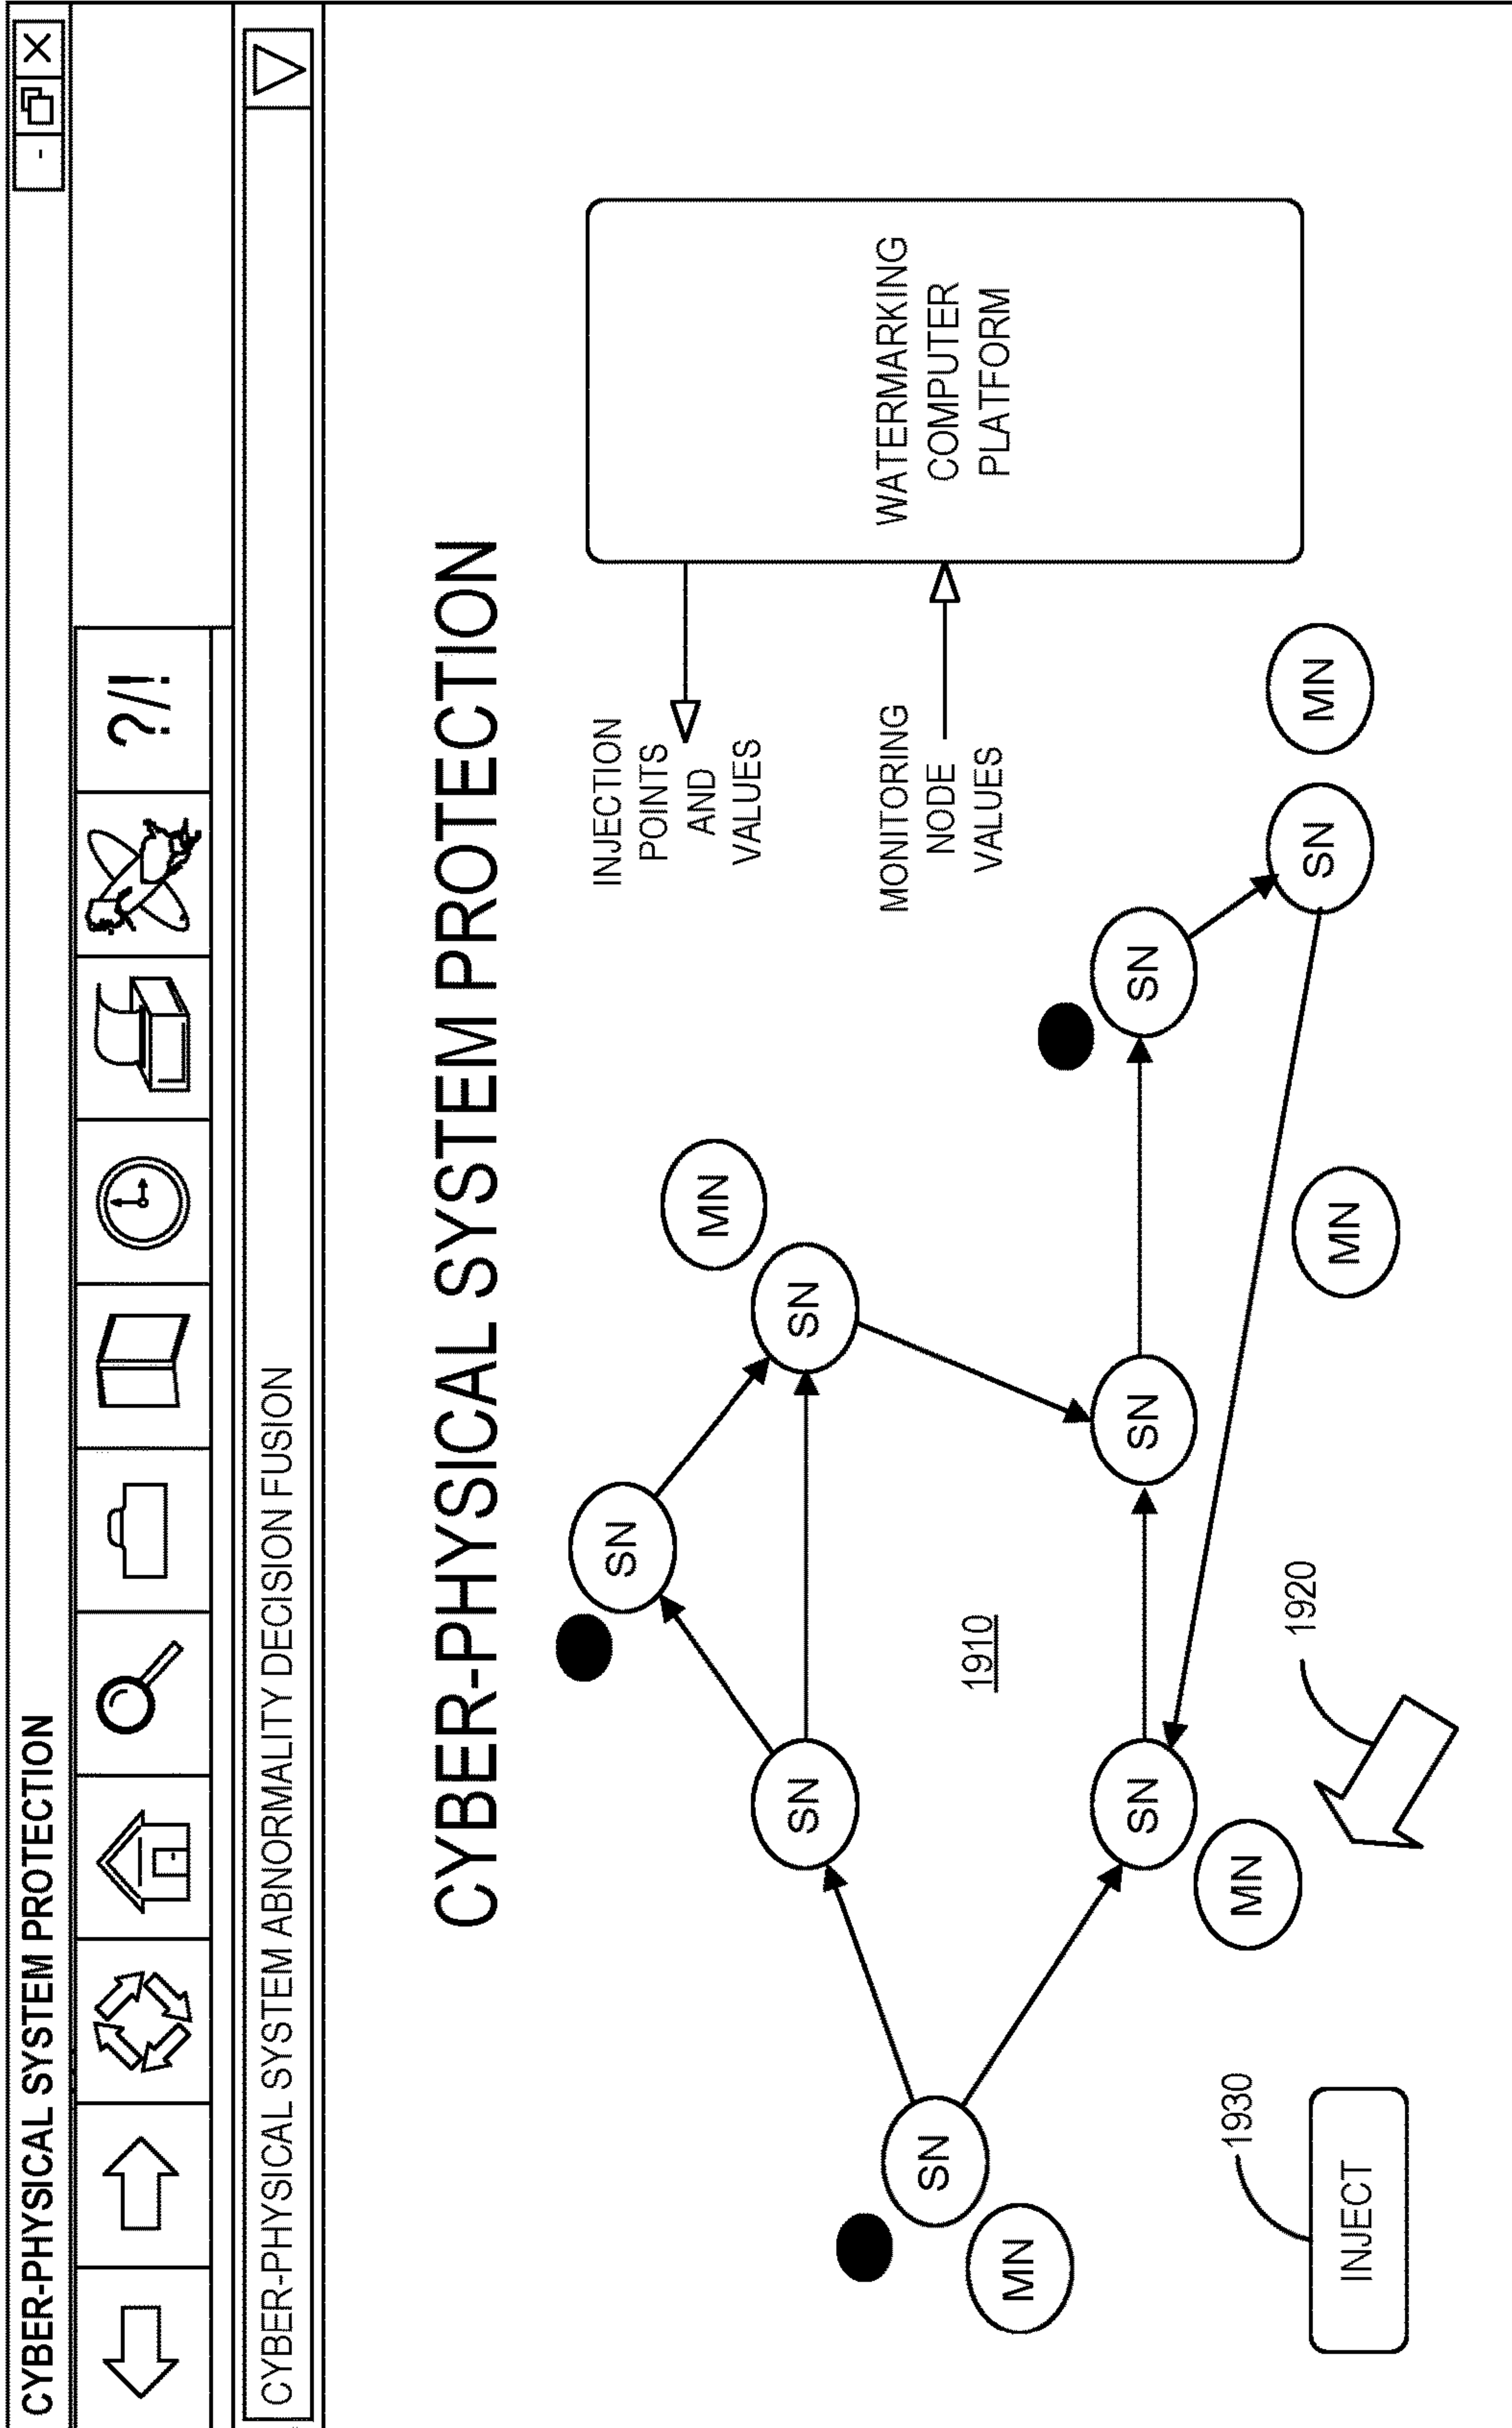 CYBER-PHYSICAL SYSTEM PROTECTION
- X
?/!
CYBER-PHYSICAL SYSTEM ABNORMALITY DECISION FUSION
CYBER-PHYSICAL SYSTEM PROTECTION
INJECTION
POINTS
AND
VALUES
MONITORING
NODE
VALUES
WATERMARKING
COMPUTER
PLATFORM
SN
MN
SN
SN
SN
MN
1910
SN
SN
SN
MN
SN
MN
MN
1920
1930
INJECT